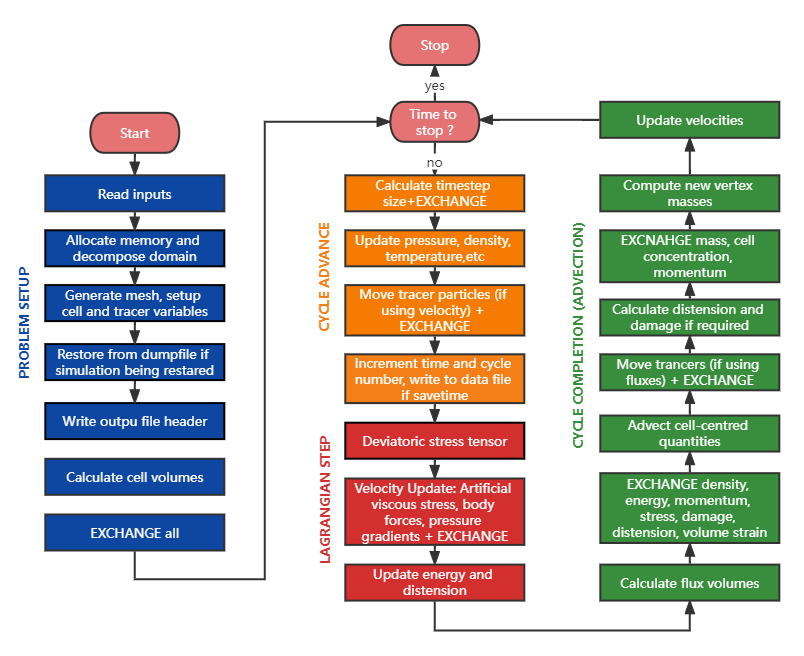 Start
Read inputs
Allocate memory and
decompose domain
Generate mesh, setup
cell and tracer variables
Restore from dumpfile if
simulation being restared
Write outpu file header
Calculate cell volumes
EXCHANGE all
PROBLEM SETUP
Stop
yes
Time to
stop ?
no
Calculate timestep
size+EXCHANGE
Update pressure, density,
temperature,etc
Move tracer particles (if
using velocity) + 
EXCHANGE
Increment time and cycle
number, write to data file
if savetime
CYCLE ADVANCE
Deviatoric stress tensor
Velocity Update: Artificial
viscous stress, body
forces, pressure
gradients + EXCHANGE
Update energy and
distension
LAGRANGIAN STEP
Update velocities
Compute new vertex
masses
EXCNAHGE mass, cell
concentration,
momentum
Calculate distension and
damage if required
Move trancers (if using
fluxes) + EXCHANGE
Advect cell-centred
quantities
EXCHANGE density,
energy, momentum,
stress, damage,
distension, volume strain
Calculate flux volumes
CYCLE COMPLETION (ADVECTION)